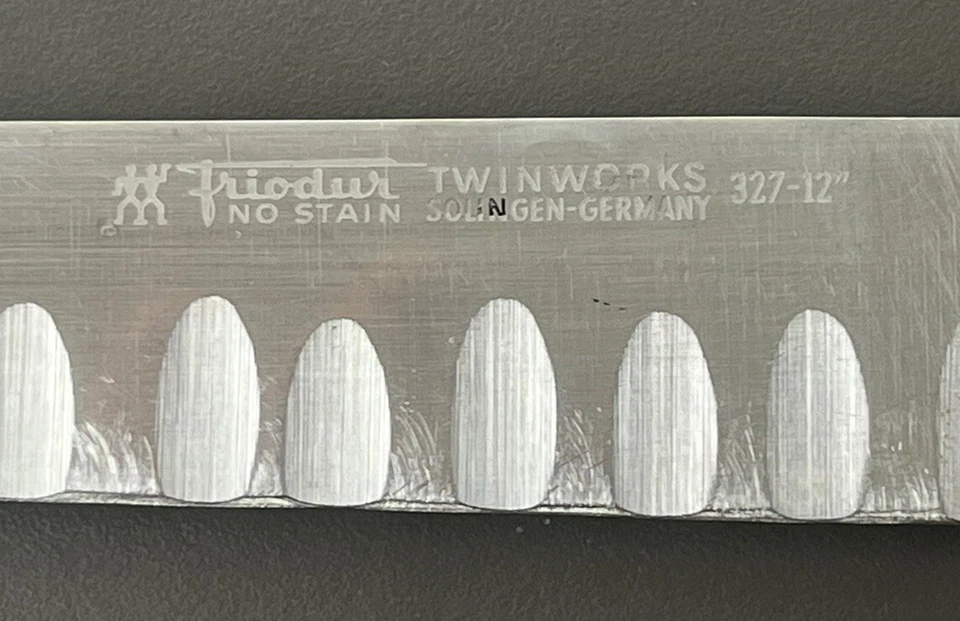 Friodur TWINWORKS 327-12”
NO STAIN SOLINGEN-GERMANY